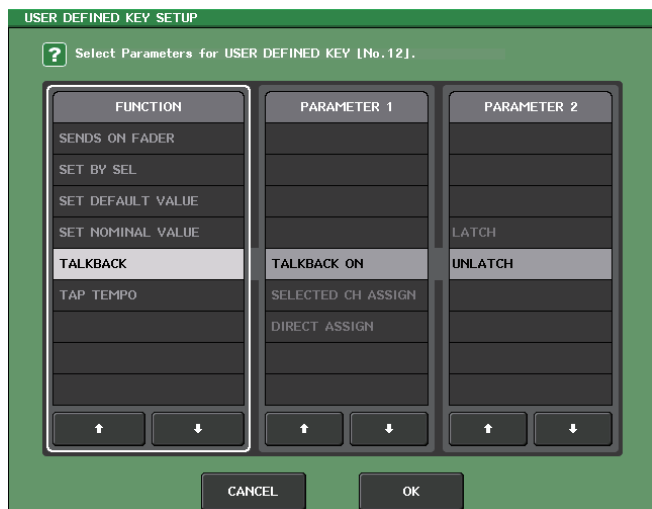 USER DEFINED KEY SETUP
? Select Parameters for USER DEFINED KEY [No.12].
FUNCTION
SENDS ON FADER
SET BY SEL
SET DEFAULT VALUE
SET NOMINAL VALUE
TALKBACK
TAP TEMPO
PARAMETER 1
TALKBACK ON
SELECTED CH ASSIGN
DIRECT ASSIGN
PARAMETER 2
LATCH
UNLATCH
CANCEL
OK